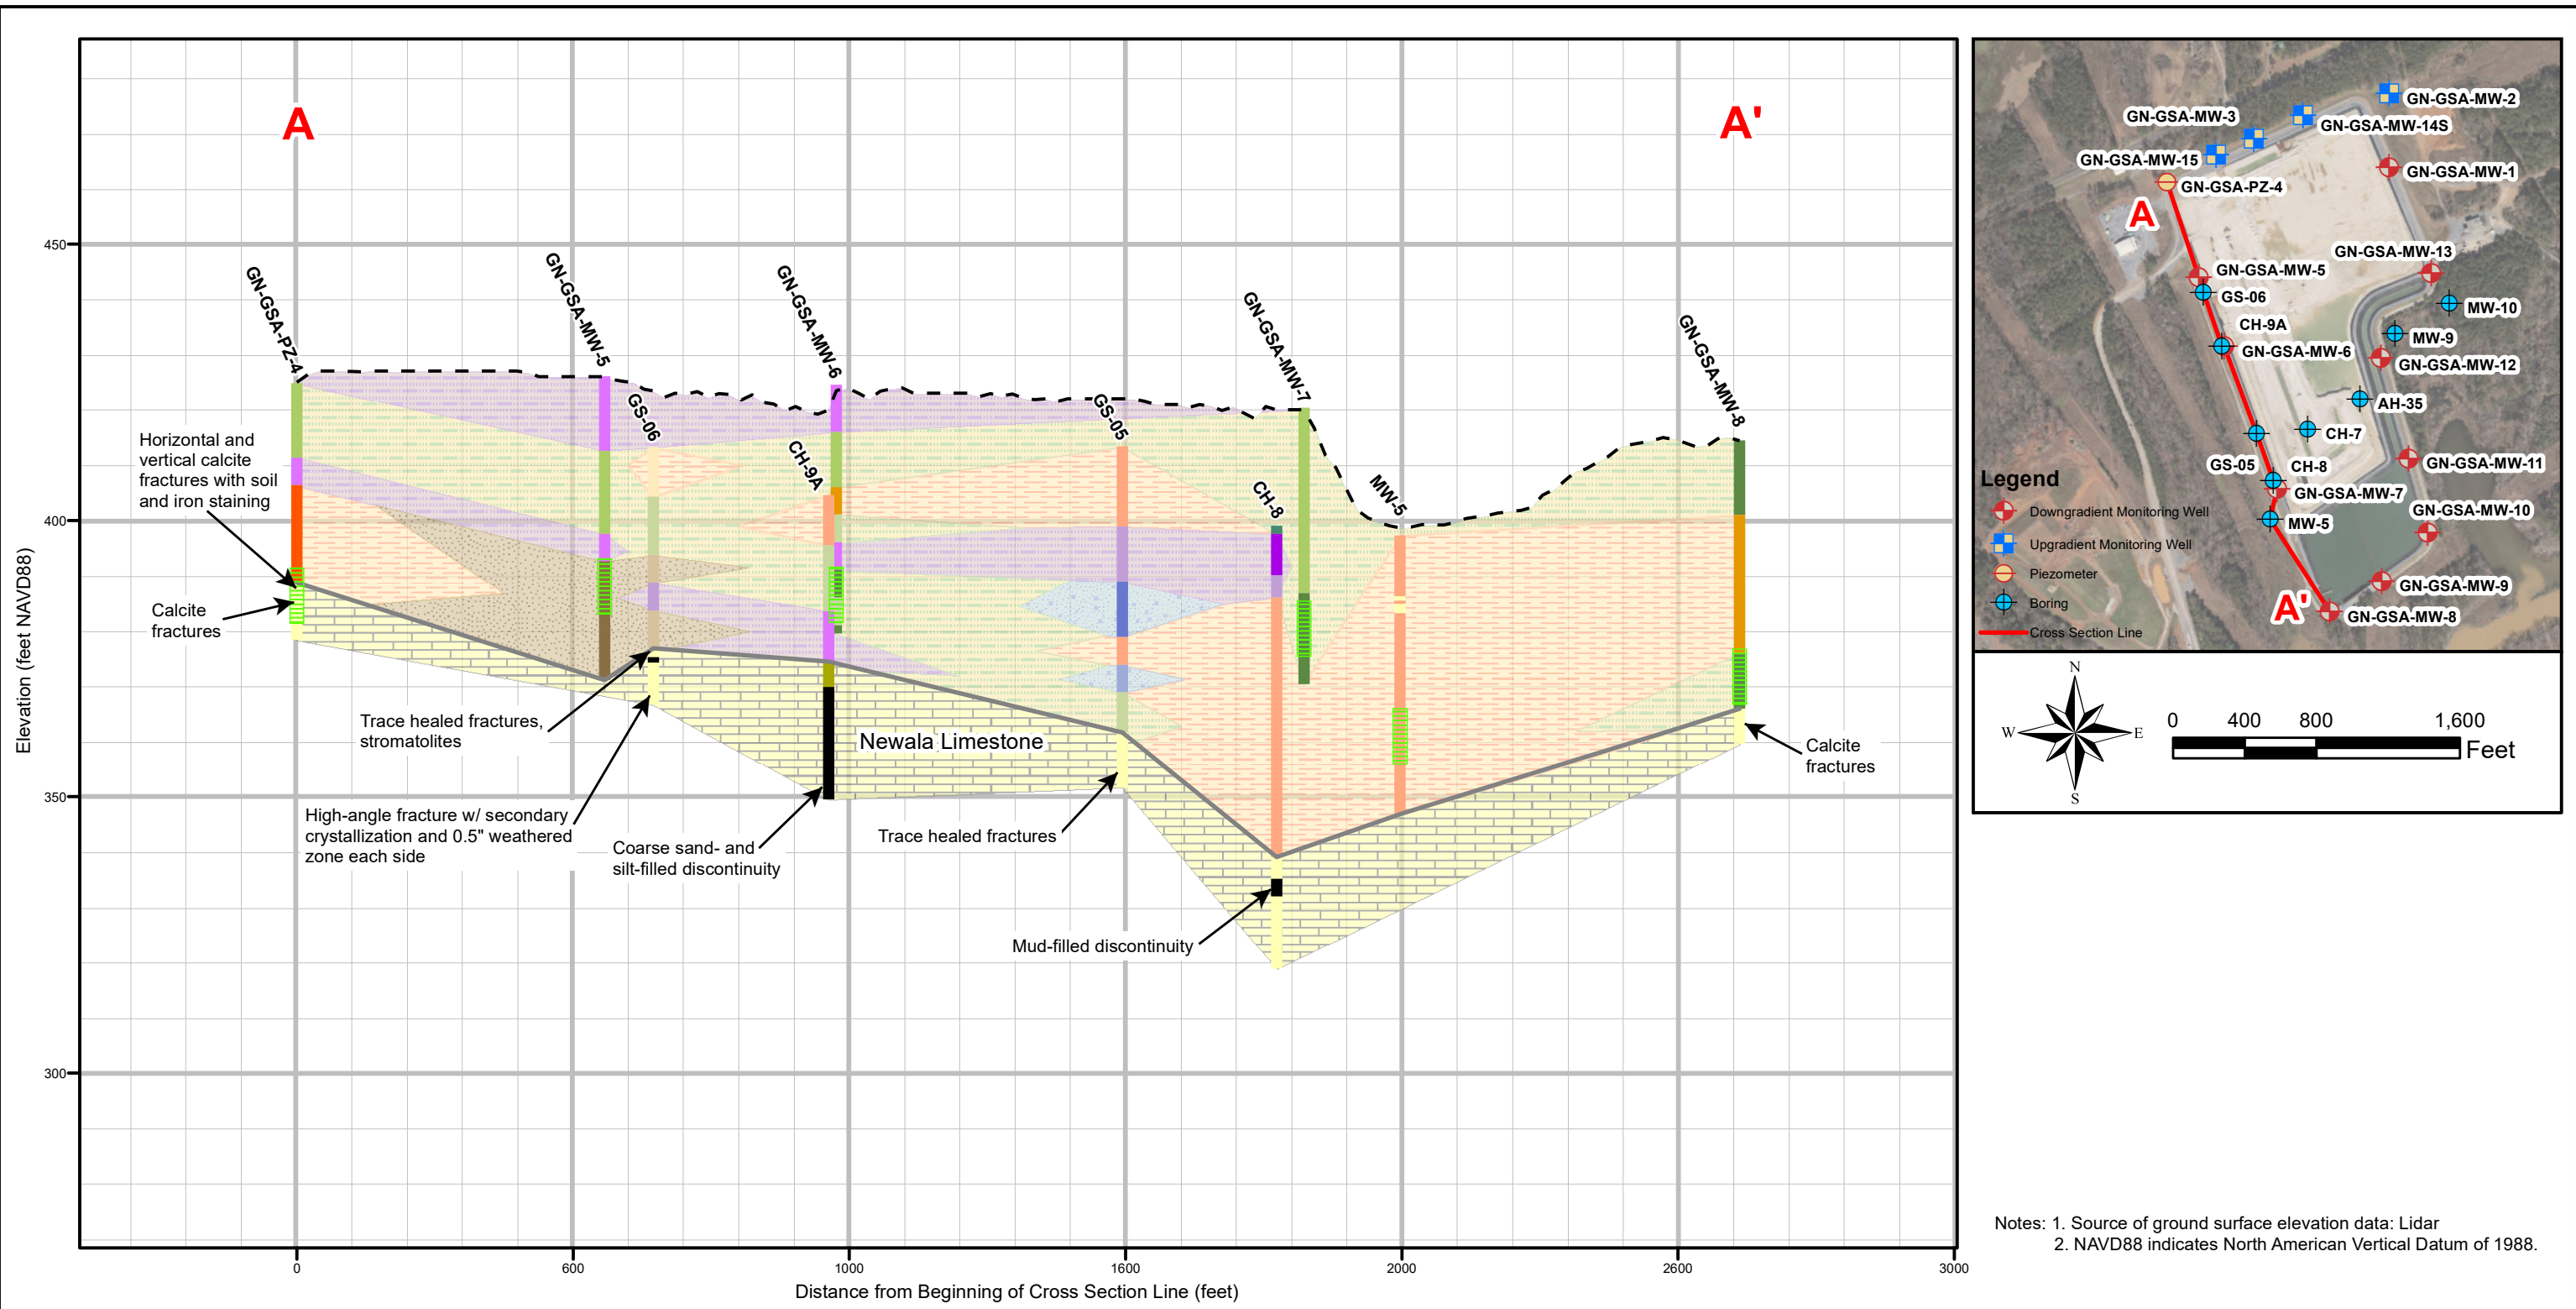 A
A'
450
400
350
300
Elevation (feet NAVD88)
GN-GSA-PZ-4
GN-GSA-MW-5
GS-06
GN-GSA-MW-6
CH-9A
GS-05
GN-GSA-MW-7
CH-8
MW-5
GN-GSA-MW-8
Horizontal and
vertical calcite
fractures with soil
and iron staining
Calcite
fractures
Trace healed fractures,
stromatolites
High-angle fracture w/ secondary
crystallization and 0.5" weathered
zone each side
Coarse sand- and
silt-filled discontinuity
Newala Limestone
Trace healed fractures
Mud-filled discontinuity
Calcite
fractures
0
600
1000
1600
2000
2600
3000
Distance from Beginning of Cross Section Line (feet)
GN-GSA-MW-2
GN-GSA-MW-3
GN-GSA-MW-14S
GN-GSA-MW-15
GN-GSA-MW-1
GN-GSA-PZ-4
A
GN-GSA-MW-13
GN-GSA-MW-5
GS-06
MW-10
CH-9A
MW-9
GN-GSA-MW-6
GN-GSA-MW-12
AH-35
CH-7
GS-05
CH-8
GN-GSA-MW-11
GN-GSA-MW-7
GN-GSA-MW-10
MW-5
GN-GSA-MW-9
A'
GN-GSA-MW-8
Legend
Downgradient Monitoring Well
Upgradient Monitoring Well
Piezometer
Boring
Cross Section Line
N
W
E
S
0 400 800 1,600
Feet
Notes: 1. Source of ground surface elevation data: Lidar
2. NAVD88 indicates North American Vertical Datum of 1988.